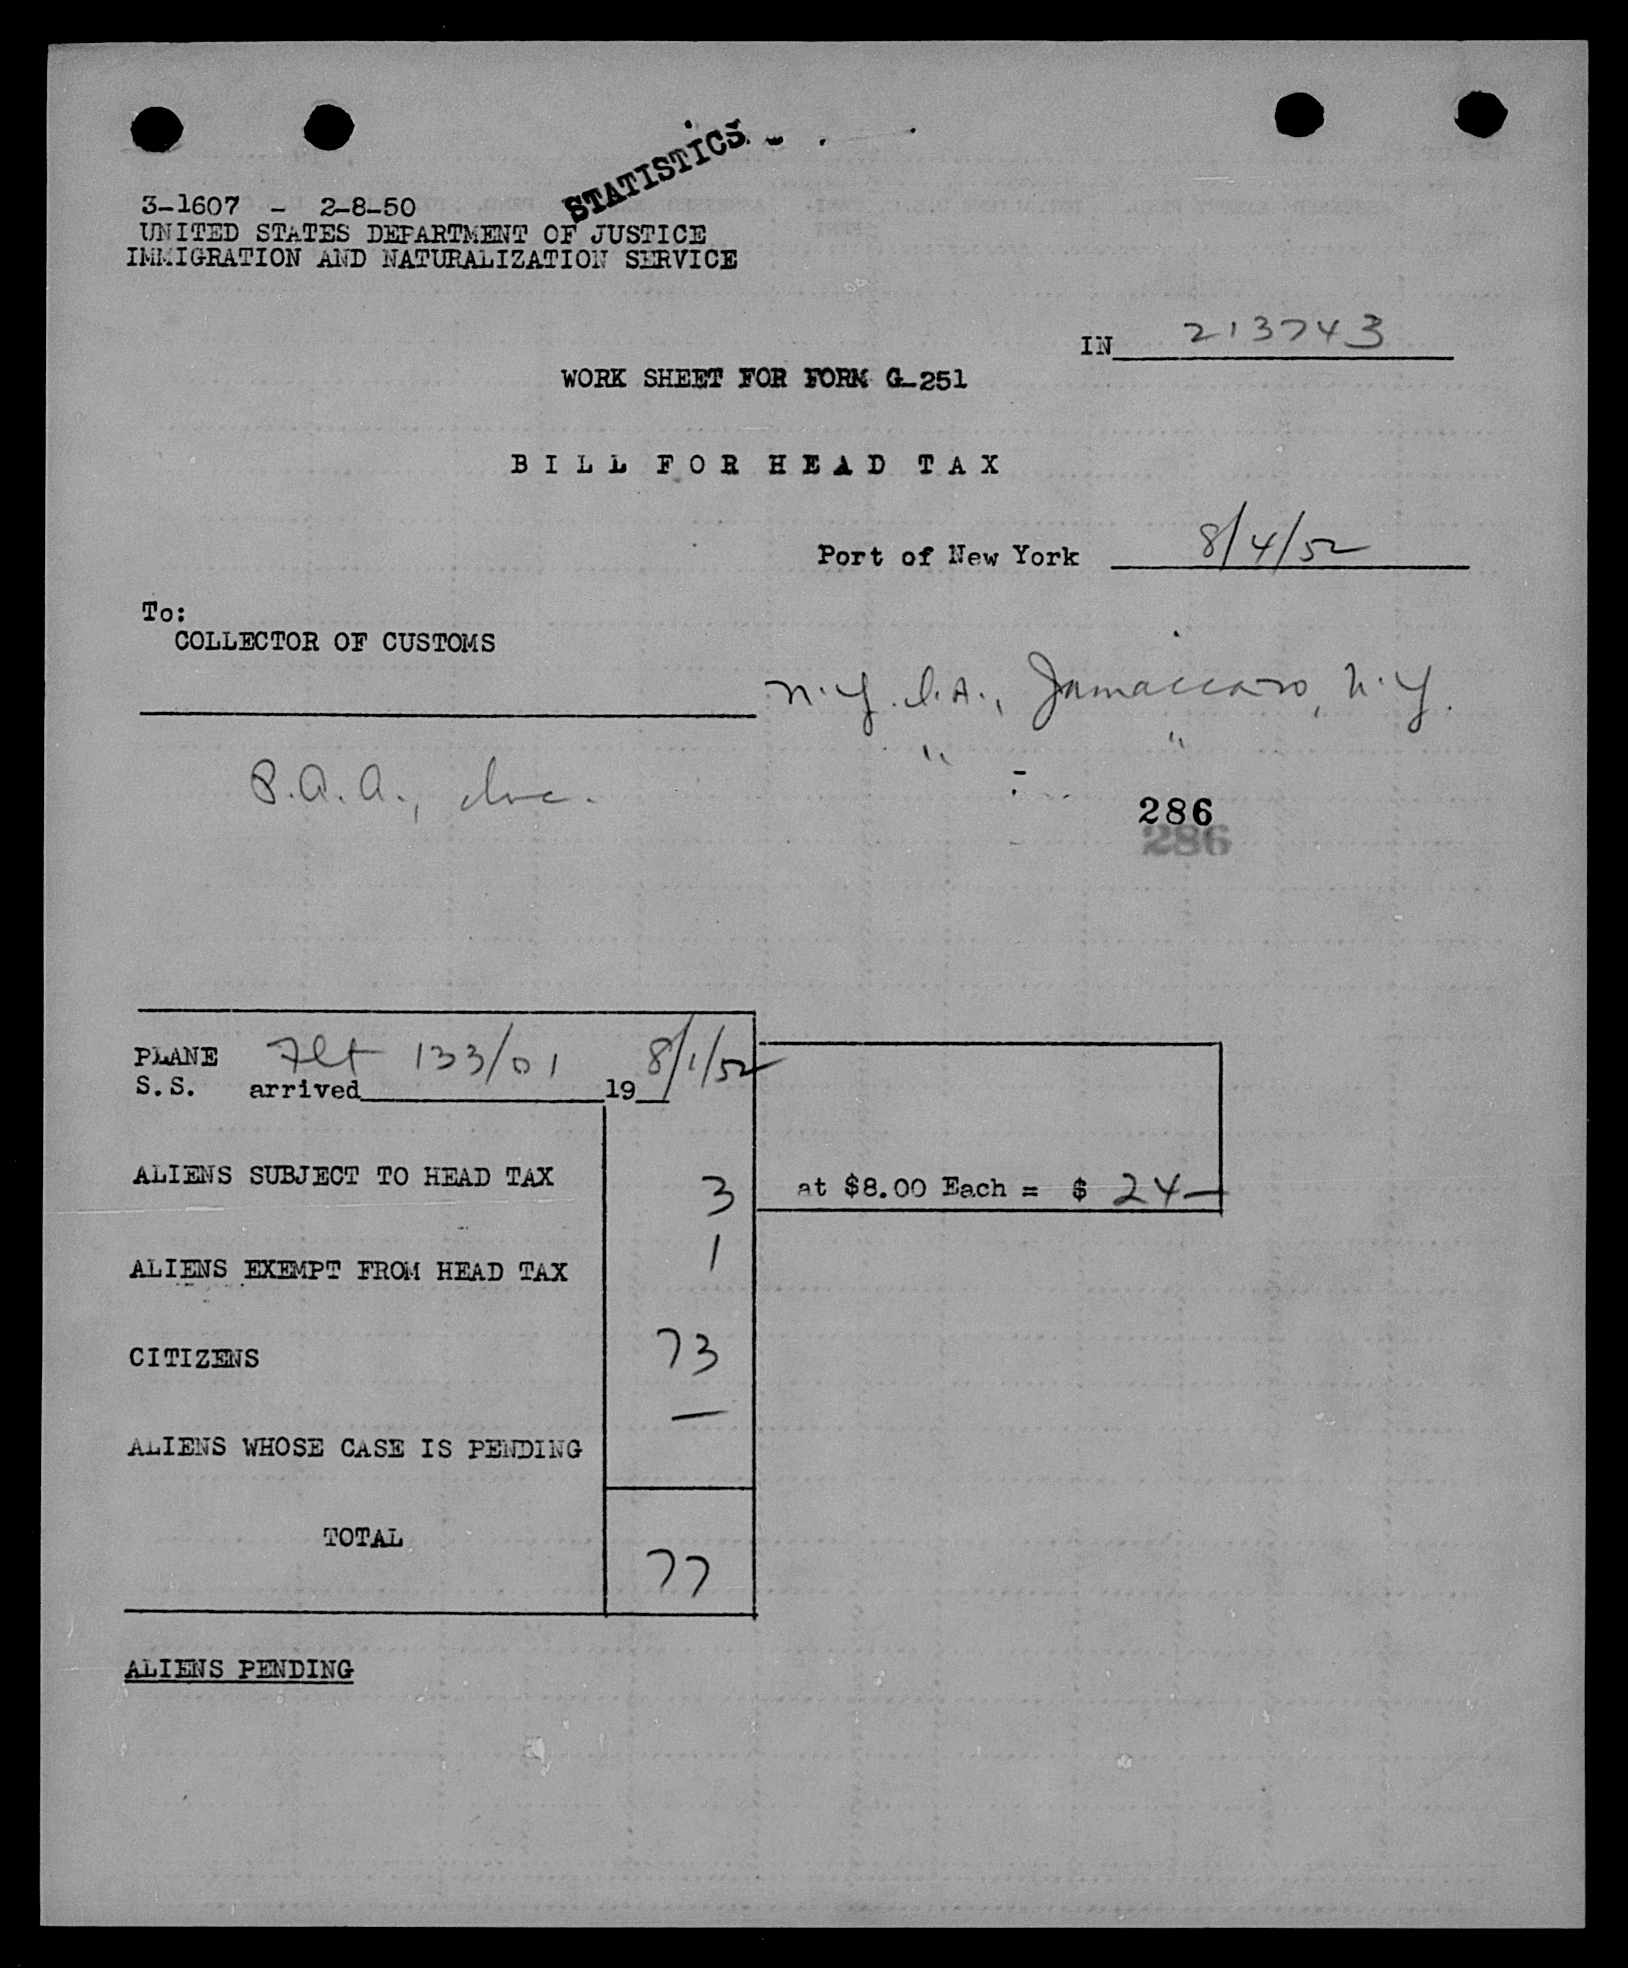 STATISTICS
3-1607 - 2-8-50
UNITED STATES DEPARTMENT OF JUSTICE
IMMIGRATION AND NATURALIZATION SERVICE
IN 213743
WORK SHEET FOR FORM G-251
BILL FOR HEAD TAX
Port of New York 8/4/52
To:
COLLECTOR OF CUSTOMS
N.Y. I.A., N.Y.
" "
P.A.A., Inc.
286
286
PLANE Flt 133/01 8/1/52
S.S. arrived 19
ALIENS SUBJECT TO HEAD TAX 3 at $8.00 Each = $ 24—
ALIENS EXEMPT FROM HEAD TAX 1
CITIZENS 73
ALIENS WHOSE CASE IS PENDING —
TOTAL 77
ALIENS PENDING